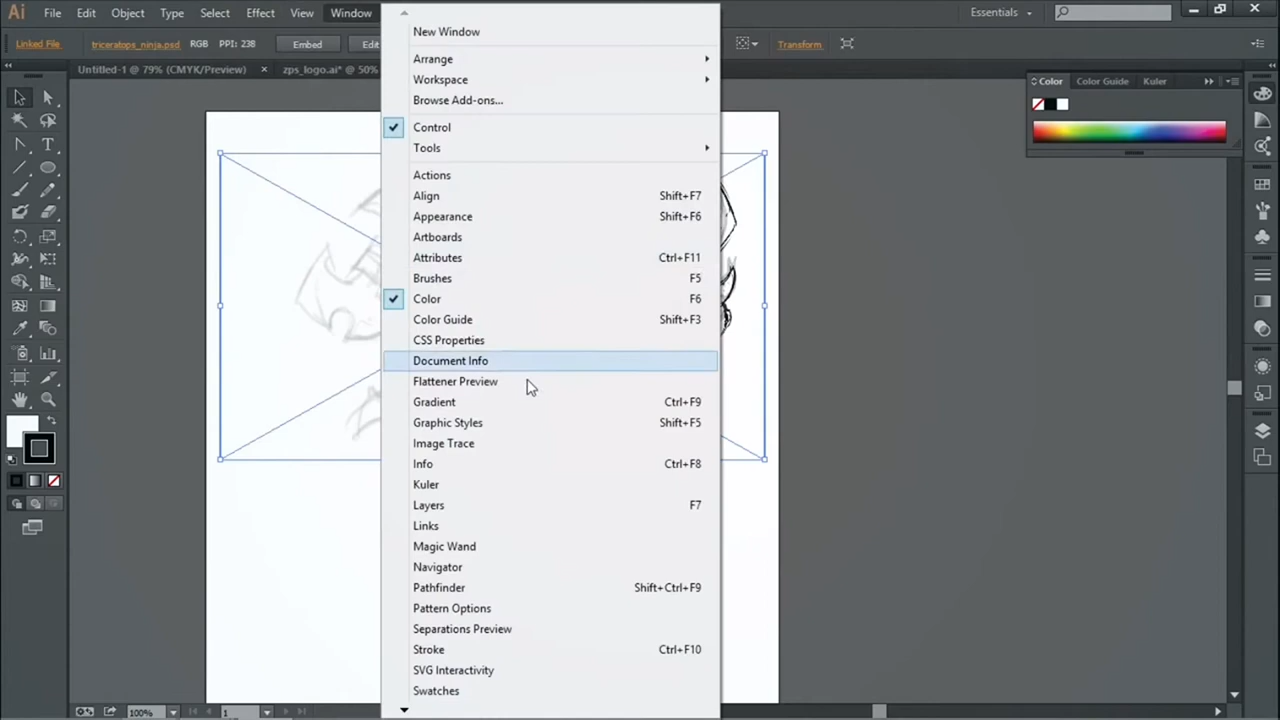 Ai File Edit Object Type Select Effect View Window Essentials
Linked File triceratops_ninja.psd RGB PPI: 238 Embed Edit Transform
Untitled-1 @ 79% (CMYK/Preview) × zps_logo.ai* @ 50%
Color Color Guide Kuler
New Window
Arrange
Workspace
Browse Add-ons...
Control
Tools
Actions
Align Shift+F7
Appearance Shift+F6
Artboards
Attributes Ctrl+F11
Brushes F5
Color F6
Color Guide Shift+F3
CSS Properties
Document Info
Flattener Preview
Gradient Ctrl+F9
Graphic Styles Shift+F5
Image Trace
Info Ctrl+F8
Kuler
Layers F7
Links
Magic Wand
Navigator
Pathfinder Shift+Ctrl+F9
Pattern Options
Separations Preview
Stroke Ctrl+F10
SVG Interactivity
Swatches
100% 1